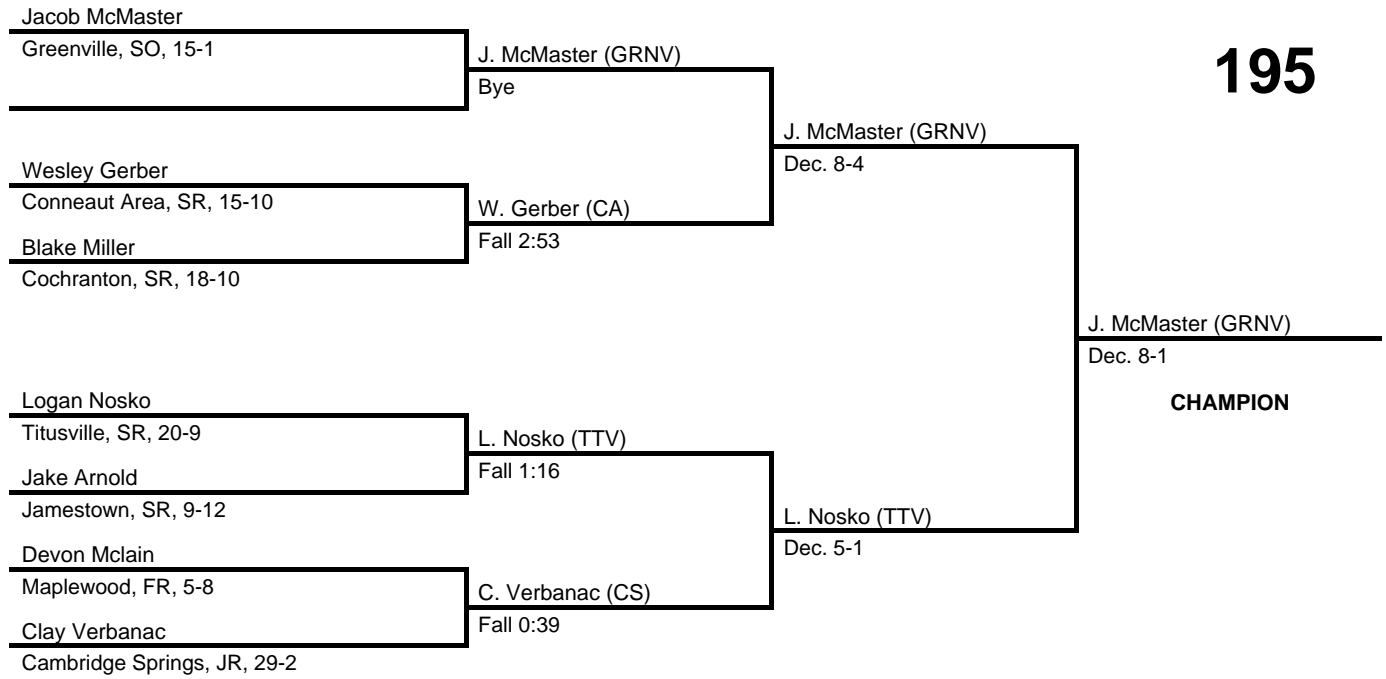 Jacob McMaster
Greenville, SO, 15-1
J. McMaster (GRNV)
Bye
195
J. McMaster (GRNV)
Dec. 8-4
Wesley Gerber
Conneaut Area, SR, 15-10
W. Gerber (CA)
Fall 2:53
Blake Miller
Cochranton, SR, 18-10
J. McMaster (GRNV)
Dec. 8-1
CHAMPION
Logan Nosko
Titusville, SR, 20-9
L. Nosko (TTV)
Fall 1:16
Jake Arnold
Jamestown, SR, 9-12
L. Nosko (TTV)
Dec. 5-1
Devon Mclain
Maplewood, FR, 5-8
C. Verbanac (CS)
Fall 0:39
Clay Verbanac
Cambridge Springs, JR, 29-2